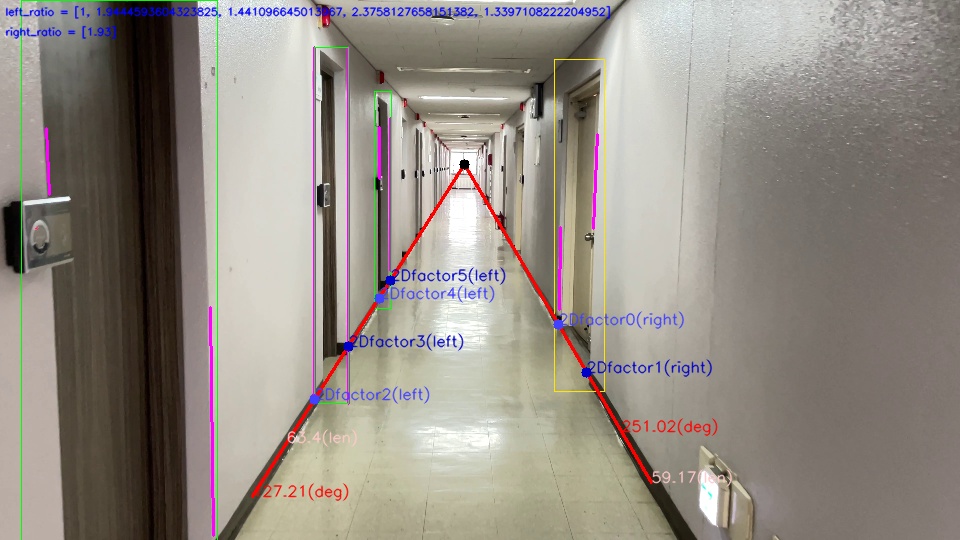 left_ratio = [1, 1.9444593604323825, 1.441096645013667, 2.3758127658151382, 1.3397108222204952]
right_ratio = [1.93]
2Dfactor5(left)
2Dfactor4(left)
2Dfactor0(right)
2Dfactor3(left)
2Dfactor1(right)
2Dfactor2(left)
251.02(deg)
63.4(len)
59.17(len)
27.21(deg)